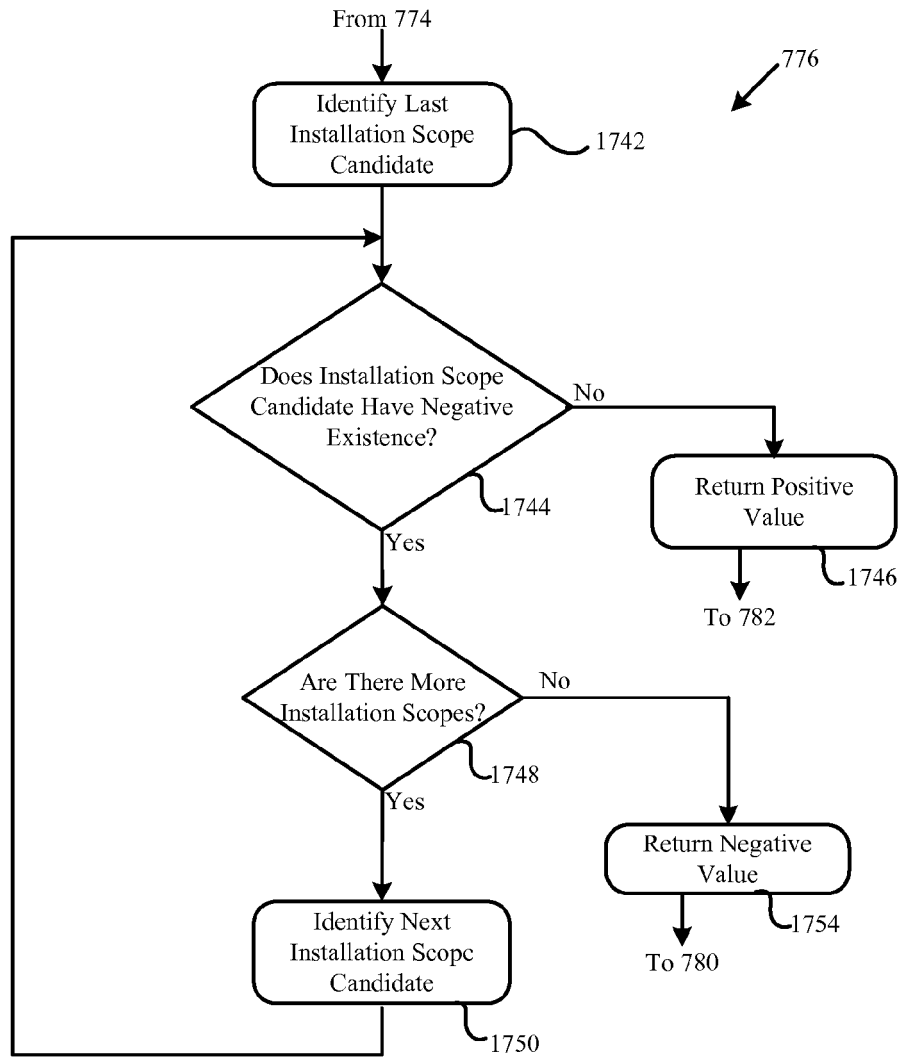 From 774
776
Identify Last
Installation Scope
Candidate
1742
Does Installation Scope
Candidate Have Negative
Existence?
No
1744
Return Positive
Value
Yes
1746
To 782
Are There More
Installation Scopes?
No
1748
Yes
Return Negative
Value
1754
Identify Next
Installation Scope
Candidate
To 780
1750